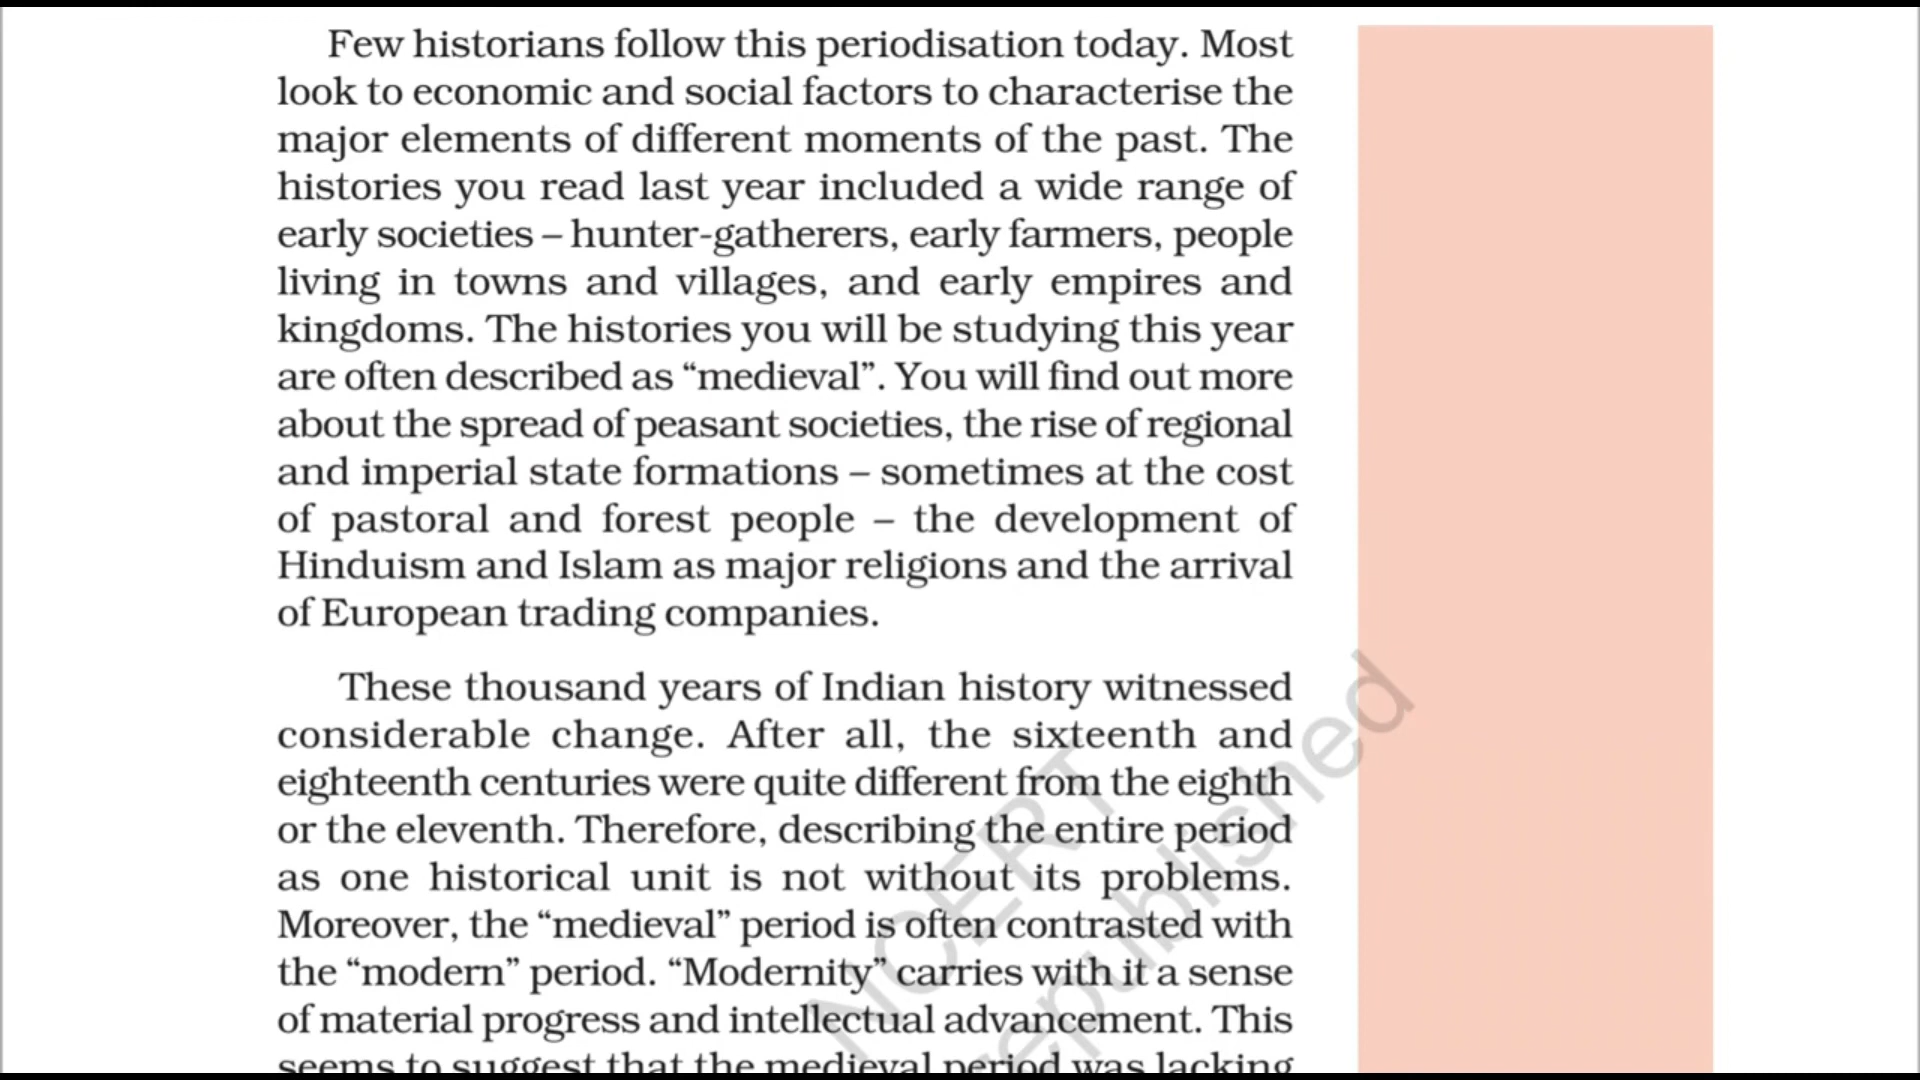 Few historians follow this periodisation today. Most
look to economic and social factors to characterise the
major elements of different moments of the past. The
histories you read last year included a wide range of
early societies – hunter-gatherers, early farmers, people
living in towns and villages, and early empires and
kingdoms. The histories you will be studying this year
are often described as “medieval”. You will find out more
about the spread of peasant societies, the rise of regional
and imperial state formations – sometimes at the cost
of pastoral and forest people – the development of
Hinduism and Islam as major religions and the arrival
of European trading companies.
These thousand years of Indian history witnessed
considerable change. After all, the sixteenth and
eighteenth centuries were quite different from the eighth
or the eleventh. Therefore, describing the entire period
as one historical unit is not without its problems.
Moreover, the “medieval” period is often contrasted with
the “modern” period. “Modernity” carries with it a sense
of material progress and intellectual advancement. This
seems to suggest that the medieval period was lacking
NCERT
republished